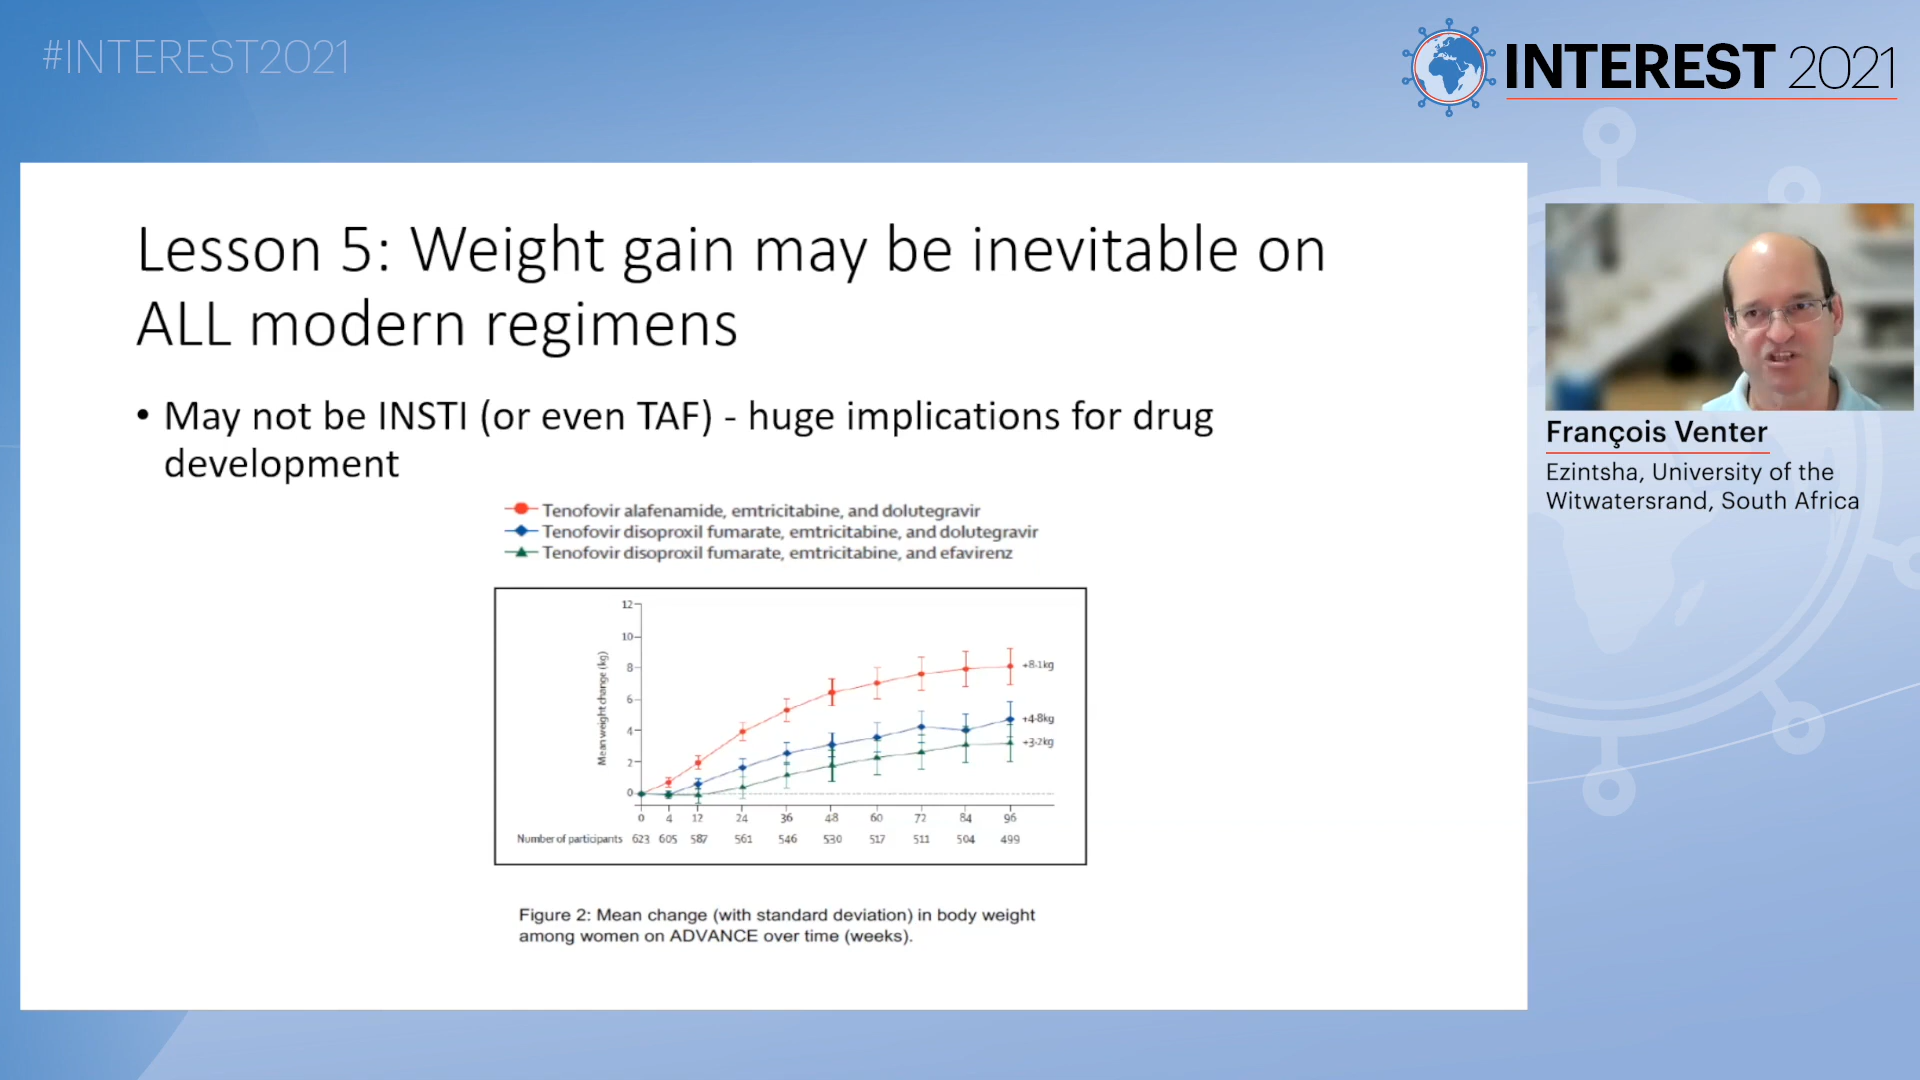 #INTEREST2021
INTEREST 2021
Lesson 5: Weight gain may be inevitable on
ALL modern regimens
• May not be INSTI (or even TAF) - huge implications for drug
development
Tenofovir alafenamide, emtricitabine, and dolutegravir
Tenofovir disoproxil fumarate, emtricitabine, and dolutegravir
Tenofovir disoproxil fumarate, emtricitabine, and efavirenz
Mean weight change (kg)
12
10
8
6
4
2
0
+8·1kg
+4·8kg
+3·2kg
0 4 12 24 36 48 60 72 84 96
Number of participants 623 605 587 561 546 530 517 511 504 499
Figure 2: Mean change (with standard deviation) in body weight
among women on ADVANCE over time (weeks).
François Venter
Ezintsha, University of the
Witwatersrand, South Africa